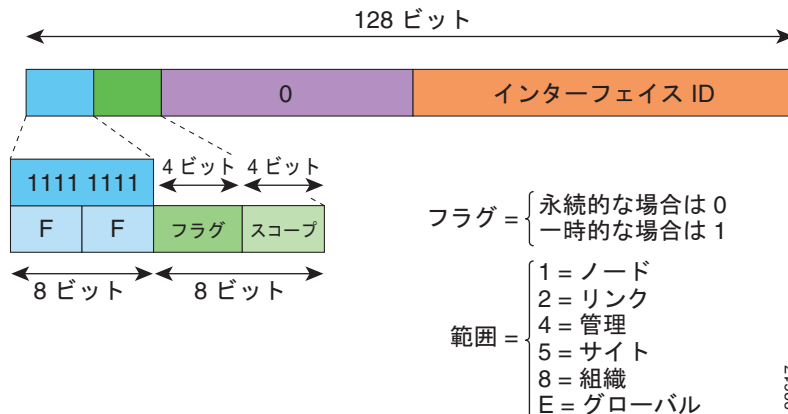 128 ビット
0
インターフェイス ID
4 ビット 4 ビット
1111 1111
F F フラグ スコープ
8 ビット 8 ビット
フラグ =
永続的な場合は 0
一時的な場合は 1
範囲 =
1 = ノード
2 = リンク
4 = 管理
5 = サイト
8 = 組織
E = グローバル